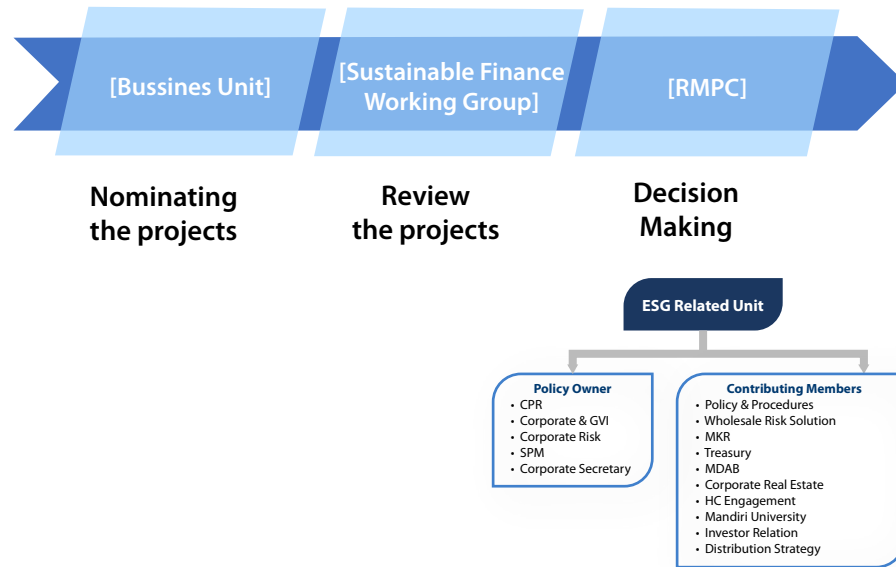 [Bussines Unit]
[Sustainable Finance
Working Group]
[RMPC]
Nominating
the projects
Review
the projects
Decision
Making
ESG Related Unit
Policy Owner
• CPR
• Corporate & GVI
• Corporate Risk
• SPM
• Corporate Secretary
Contributing Members
• Policy & Procedures
• Wholesale Risk Solution
• MKR
• Treasury
• MDAB
• Corporate Real Estate
• HC Engagement
• Mandiri University
• Investor Relation
• Distribution Strategy